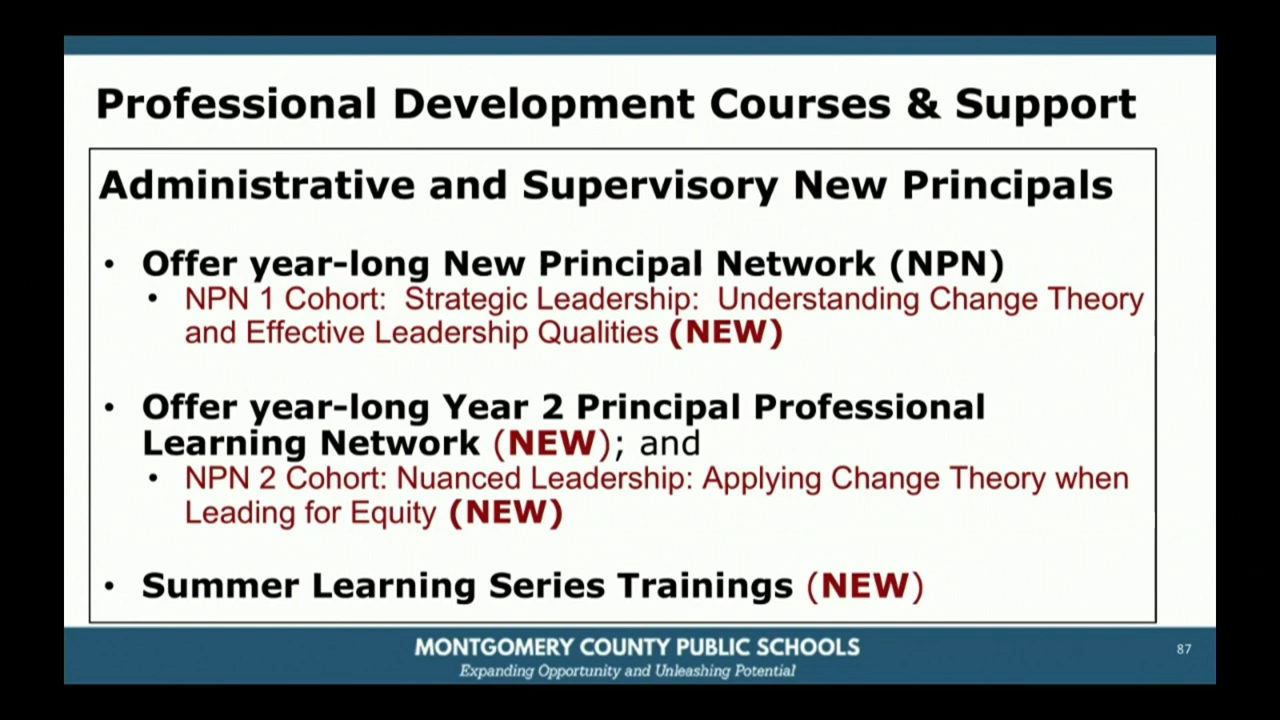 Professional Development Courses & Support
Administrative and Supervisory New Principals
• Offer year-long New Principal Network (NPN)
• NPN 1 Cohort: Strategic Leadership: Understanding Change Theory
and Effective Leadership Qualities (NEW)
• Offer year-long Year 2 Principal Professional
Learning Network (NEW); and
• NPN 2 Cohort: Nuanced Leadership: Applying Change Theory when
Leading for Equity (NEW)
• Summer Learning Series Trainings (NEW)
MONTGOMERY COUNTY PUBLIC SCHOOLS
87
Expanding Opportunity and Unleashing Potential